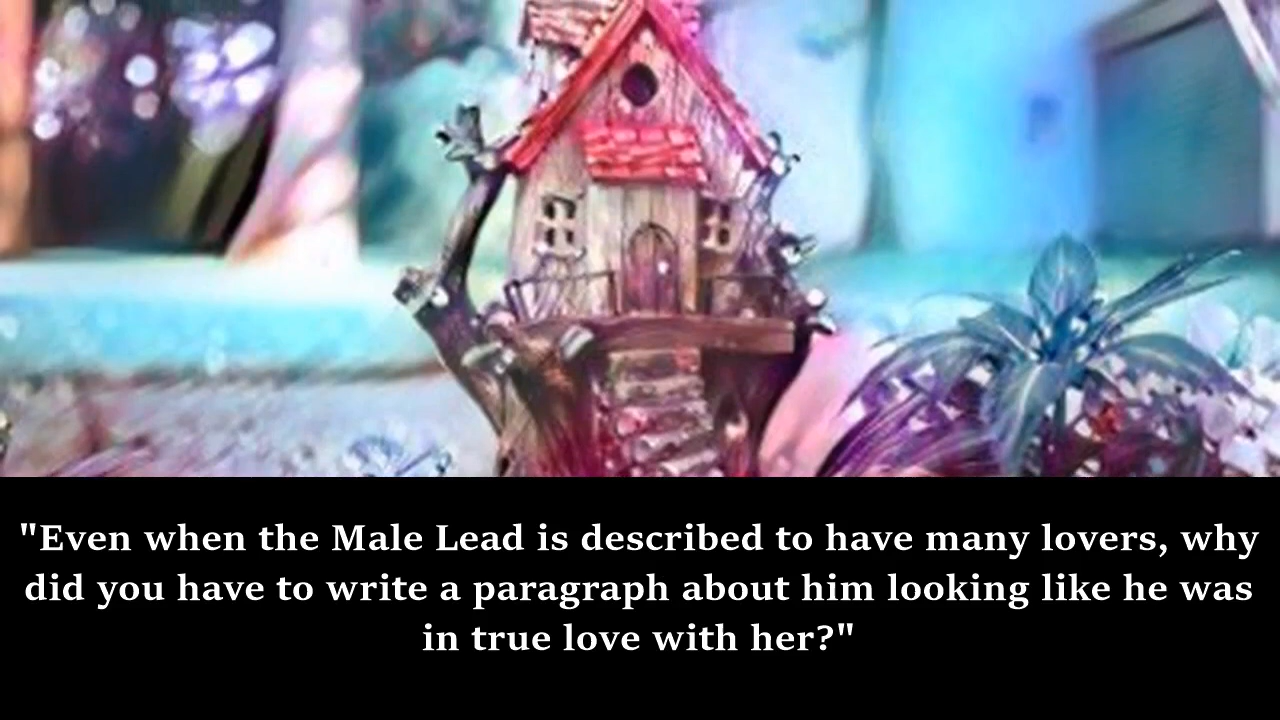 "Even when the Male Lead is described to have many lovers, why
did you have to write a paragraph about him looking like he was
in true love with her?"